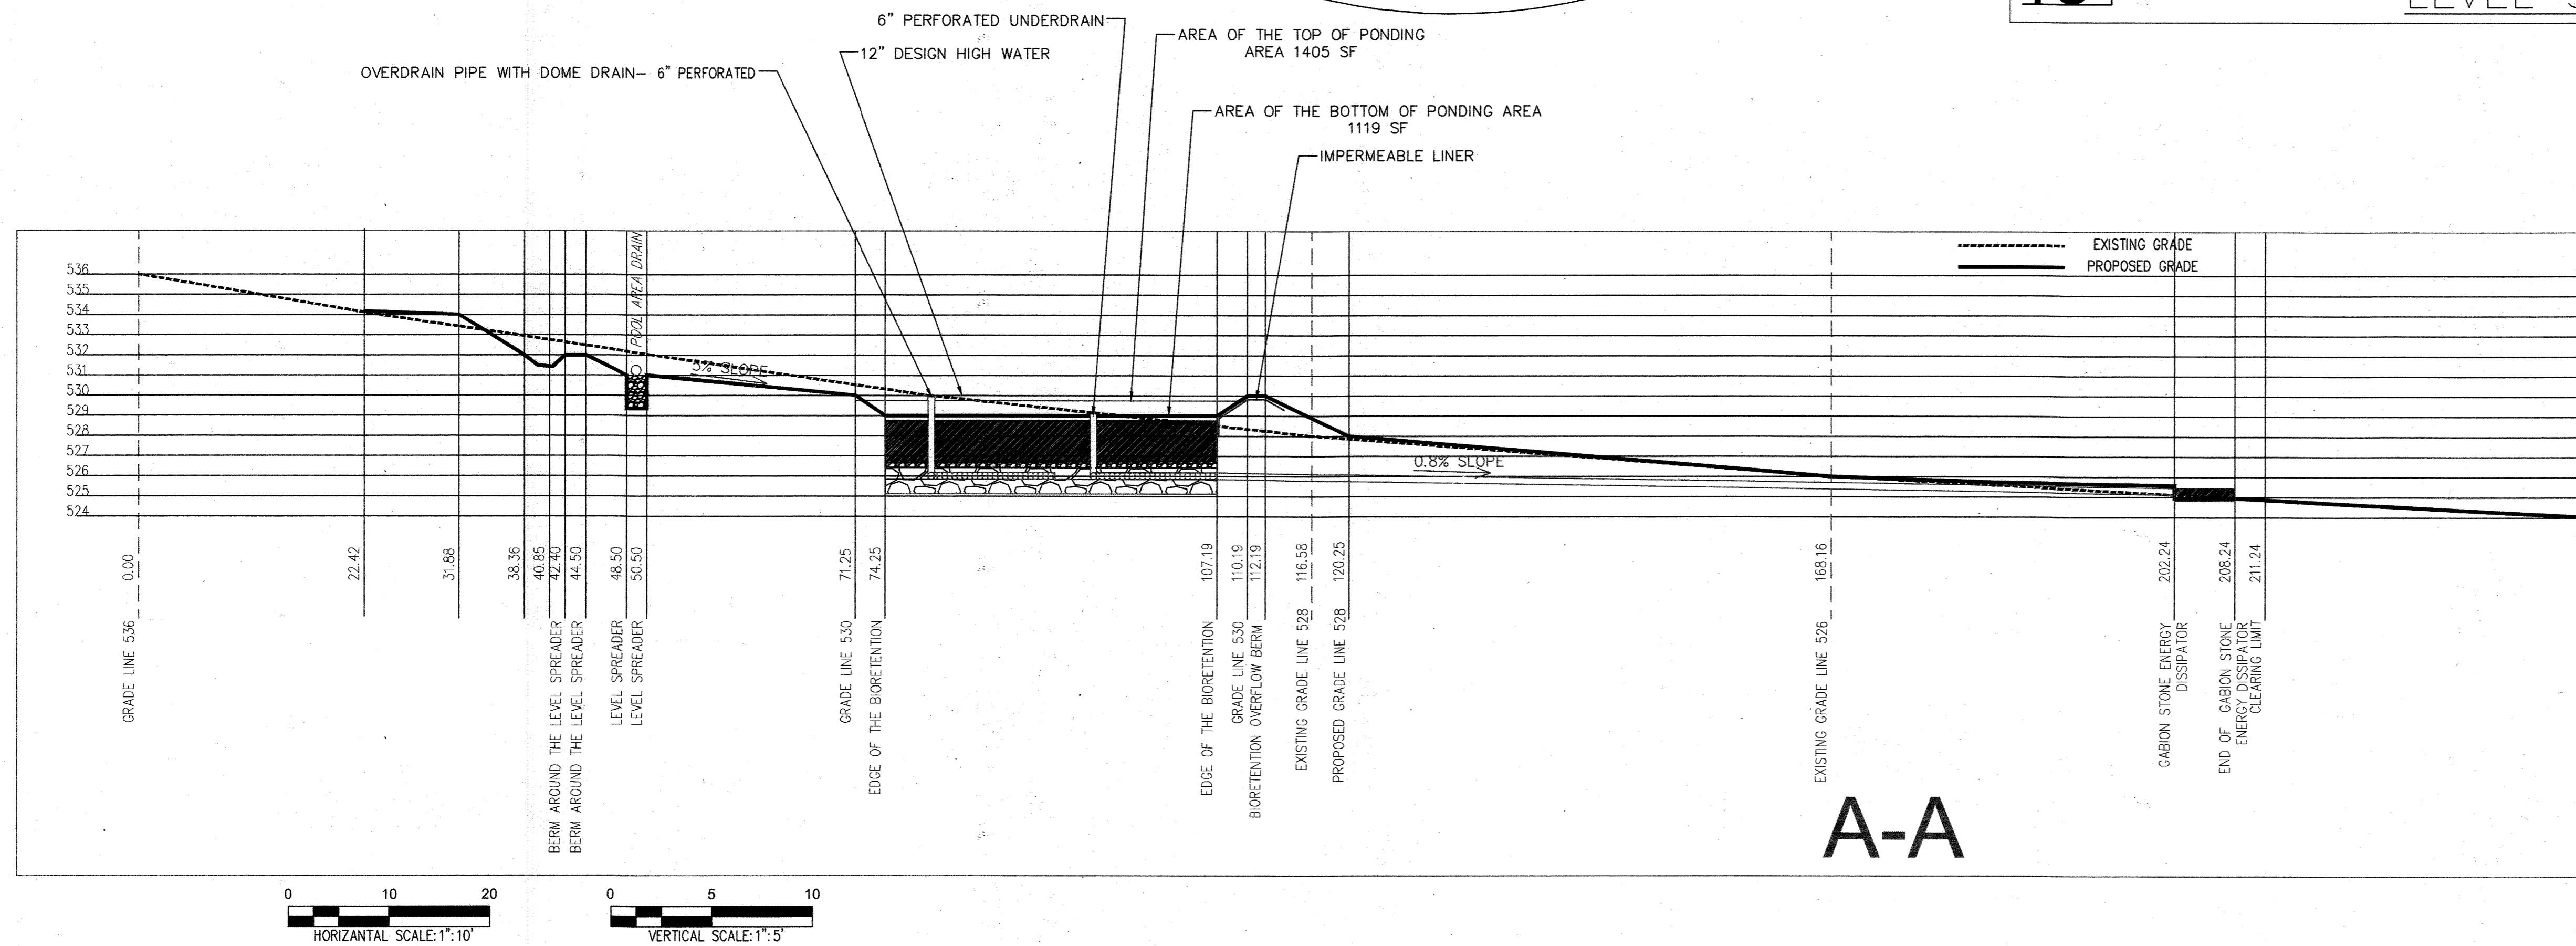 6" PERFORATED UNDERDRAIN
12" DESIGN HIGH WATER
OVERDRAIN PIPE WITH DOME DRAIN- 6" PERFORATED
AREA OF THE TOP OF PONDING
AREA 1405 SF
AREA OF THE BOTTOM OF PONDING AREA
1119 SF
IMPERMEABLE LINER
EXISTING GRADE
PROPOSED GRADE
536
535
534
533
532
531
530
529
528
527
526
525
524
POOL AREA DRAIN
5% SLOPE
0.8% SLOPE
0.00
22.42
31.88
38.36
40.85
42.40
44.50
48.50
50.50
71.25
74.25
107.19
110.19
112.19
116.58
120.25
168.16
202.24
208.24
211.24
GRADE LINE 536
BERM AROUND THE LEVEL SPREADER
BERM AROUND THE LEVEL SPREADER
LEVEL SPREADER
LEVEL SPREADER
GRADE LINE 530
EDGE OF THE BIORETENTION
EDGE OF THE BIORETENTION
GRADE LINE 530
BIORETENTION OVERFLOW BERM
EXISTING GRADE LINE 528
PROPOSED GRADE LINE 528
EXISTING GRADE LINE 526
GABION STONE ENERGY
DISSIPATOR
END OF GABION STONE
ENERGY DISSIPATOR
CLEARING LIMIT
A-A
0 10 20
HORIZANTAL SCALE:1":10'
0 5 10
VERTICAL SCALE:1":5'